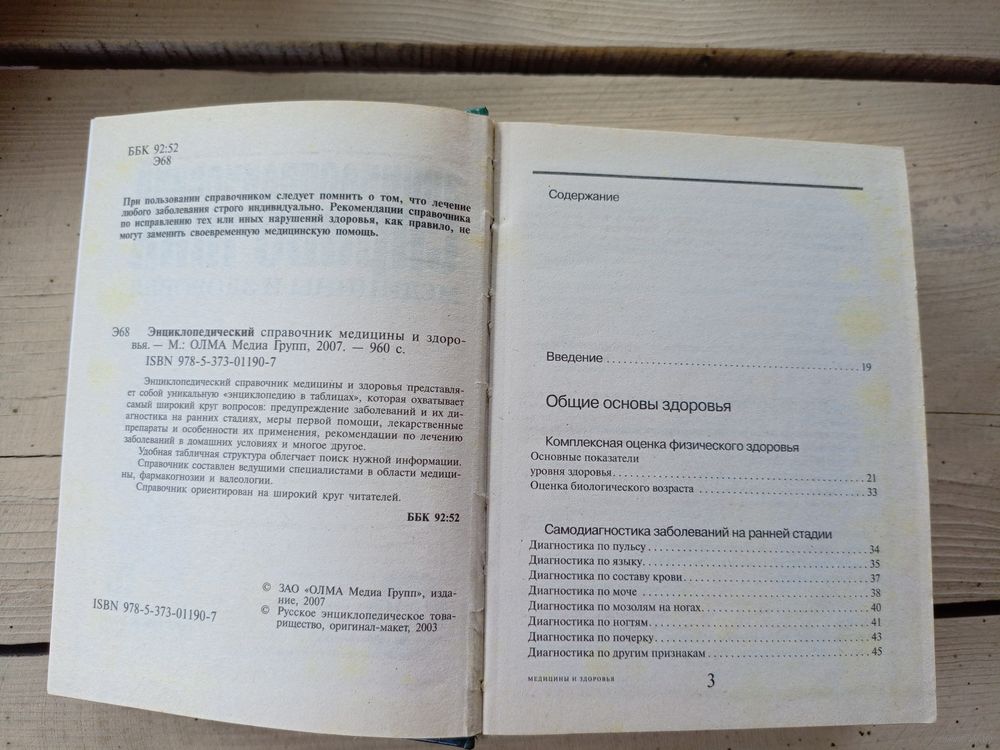 ББК 92:52
Э68
При пользовании справочником следует помнить о том, что лечение
любого заболевания строго индивидуально. Рекомендации справочника
по исправлению тех или иных нарушений здоровья, как правило, не
могут заменить своевременную медицинскую помощь.
Э68 Энциклопедический справочник медицины и здоро-
вья. — М.: ОЛМА Медиа Групп, 2007. — 960 с.
ISBN 978-5-373-01190-7
Энциклопедический справочник медицины и здоровья представля-
ет собой уникальную «энциклопедию в таблицах», которая охватывает
самый широкий круг вопросов: предупреждение заболеваний и их ди-
агностика на ранних стадиях, меры первой помощи, лекарственные
препараты и особенности их применения, рекомендации по лечению
заболеваний в домашних условиях и многое другое.
Удобная табличная структура облегчает поиск нужной информации.
Справочник составлен ведущими специалистами в области медици-
ны, фармакогнозии и валеологии.
Справочник ориентирован на широкий круг читателей.
ББК 92:52
© ЗАО «ОЛМА Медиа Групп», изда-
ние, 2007
© Русское энциклопедическое това-
рищество, оригинал-макет, 2003
ISBN 978-5-373-01190-7
Содержание
Введение 19
Общие основы здоровья
Комплексная оценка физического здоровья
Основные показатели
уровня здоровья 21
Оценка биологического возраста 33
Самодиагностика заболеваний на ранней стадии
Диагностика по пульсу 34
Диагностика по языку 35
Диагностика по составу крови 37
Диагностика по моче 38
Диагностика по мозолям на ногах 40
Диагностика по ногтям 41
Диагностика по почерку 43
Диагностика по другим признакам 45
МЕДИЦИНЫ И ЗДОРОВЬЯ 3